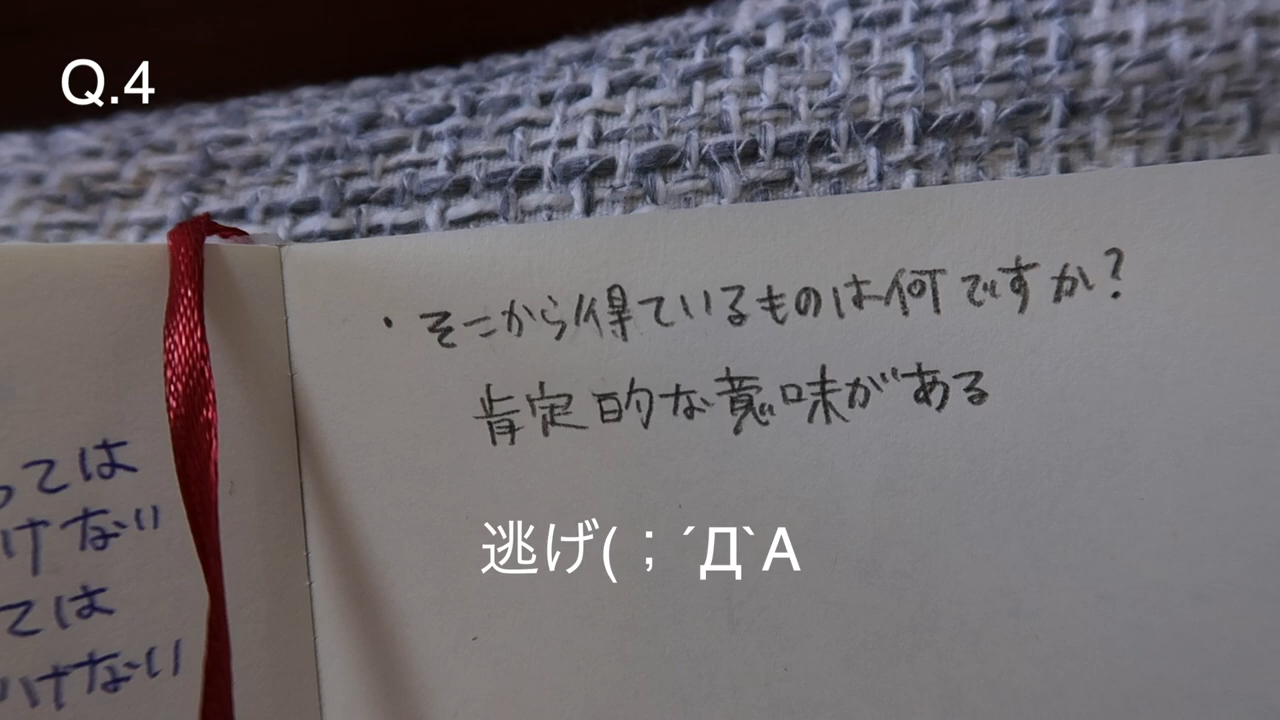 Q.4
・そこから得ているものは何ですか?
肯定的な意味がある
逃げ(；´Д`A
っては
けない
ては
いけない